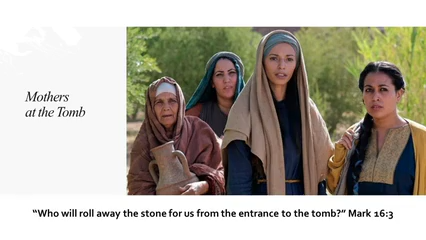 Mothers
at the Tomb
“Who will roll away the stone for us from the entrance to the tomb?” Mark 16:3